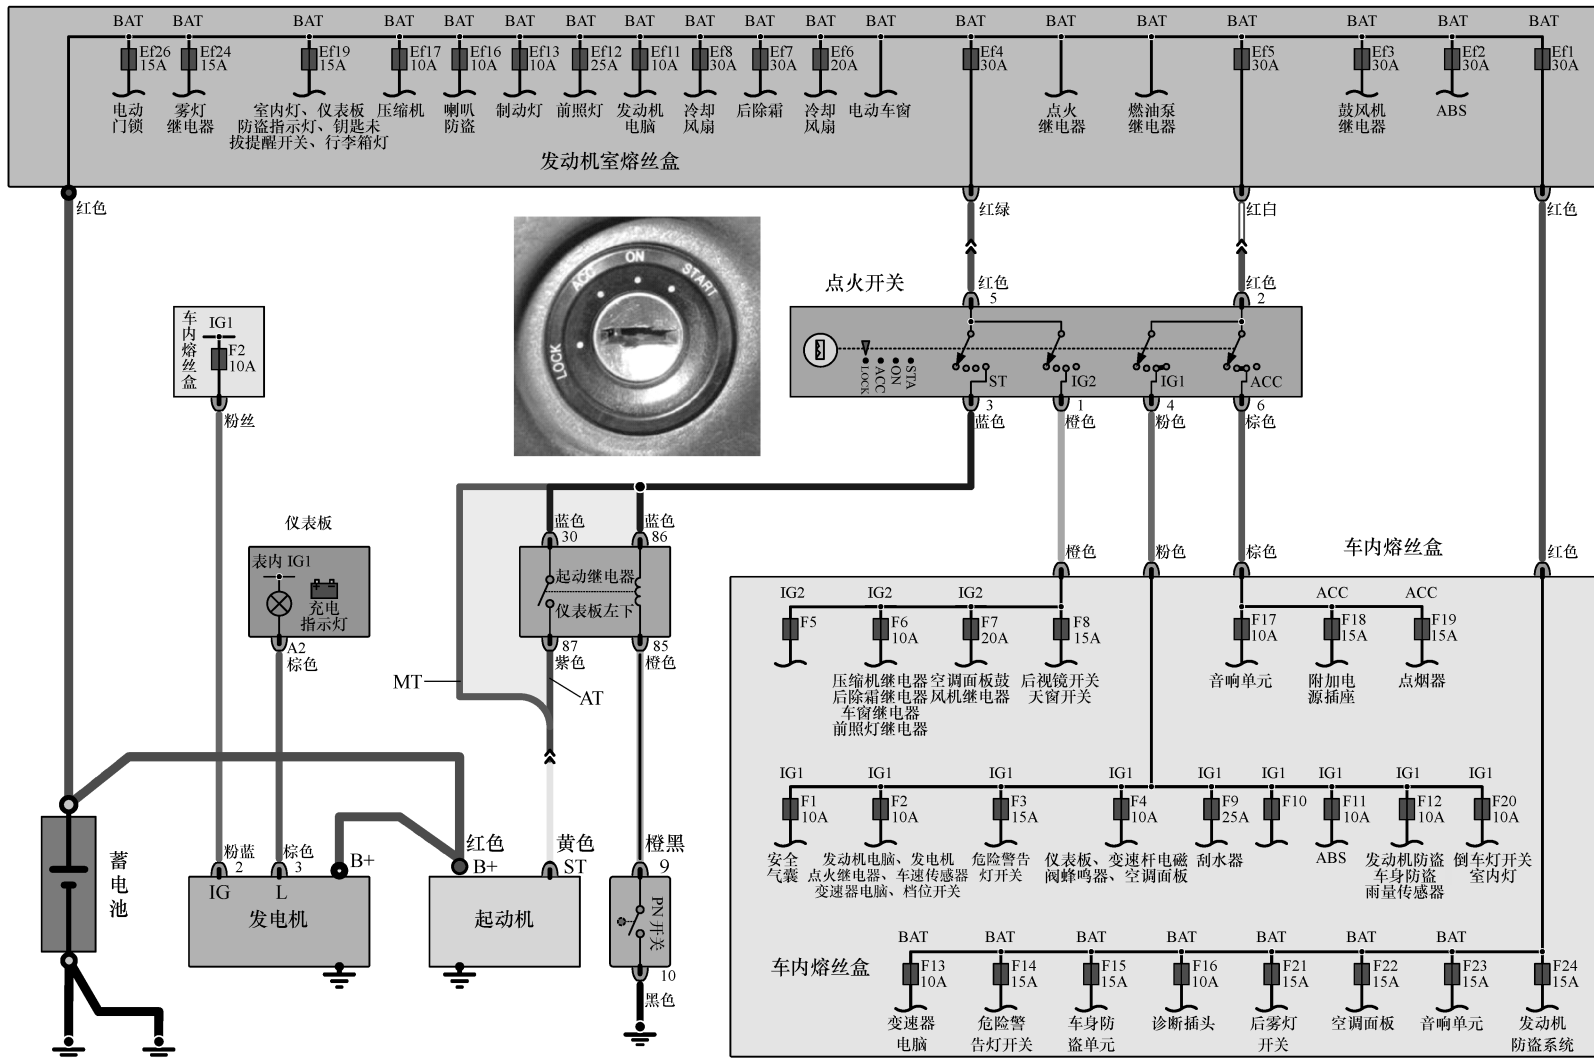 BAT BAT BAT BAT BAT BAT BAT BAT BAT BAT BAT BAT BAT BAT BAT BAT BAT BAT BAT
Ef26 Ef24 Ef19 Ef17 Ef16 Ef13 Ef12 Ef11 Ef8 Ef7 Ef6 Ef4 Ef5 Ef3 Ef2 Ef1
15A 15A 15A 10A 10A 10A 25A 10A 30A 30A 20A 30A 30A 30A 30A 30A
电动 雾灯 室内灯、仪表板 压缩机 喇叭 制动灯 前照灯 发动机 冷却 后除霜 冷却 电动车窗 点火 燃油泵 鼓风机 ABS
门锁 继电器 防盗指示灯、钥匙未 防盗 电脑 风扇 风扇 继电器 继电器 继电器
拔提醒开关、行李箱灯
发动机室熔丝盒
红色 红绿 红白 红色
ACC ON START
LOCK
点火开关 红色 红色
5 2
车内熔丝盒
IG1
F2
10A
粉丝
LOCK ACC ON STA
ST IG2 IG1 ACC
3 1 4 6
蓝色 橙色 粉色 棕色
仪表板
表内 IG1
充电
指示灯
A2
棕色
蓝色 蓝色
30 86
起动继电器
仪表板左下
87 85
紫色 橙色
MT
AT
橙色 粉色 棕色 车内熔丝盒 红色
IG2 IG2 IG2 ACC ACC
F5 F6 F7 F8 F17 F18 F19
10A 20A 15A 10A 15A 15A
压缩机继电器 空调面板鼓 后视镜开关 音响单元 附加电 点烟器
后除霜继电器 风机继电器 天窗开关 源插座
车窗继电器
前照灯继电器
IG1 IG1 IG1 IG1 IG1 IG1 IG1 IG1 IG1
F1 F2 F3 F4 F9 F10 F11 F12 F20
10A 10A 15A 10A 25A 10A 10A 10A
安全 发动机电脑、发电机 危险警告 仪表板、变速杆电磁 刮水器 ABS 发动机防盗 倒车灯开关
气囊 点火继电器、车速传感器 灯开关 阀蜂鸣器、空调面板 车身防盗 室内灯
变速器电脑、档位开关 雨量传感器
蓄电池
粉蓝 棕色 B+ 红色 黄色 橙黑
2 3 B+ ST 9
IG L
发电机 起动机 PN开关
10
黑色
车内熔丝盒
BAT BAT BAT BAT BAT BAT BAT
F13 F14 F15 F16 F21 F22 F23 F24
10A 15A 15A 10A 15A 15A 15A 15A
变速器 危险警 车身防 诊断插头 后雾灯 空调面板 音响单元 发动机
电脑 告灯开关 盗单元 开关 防盗系统